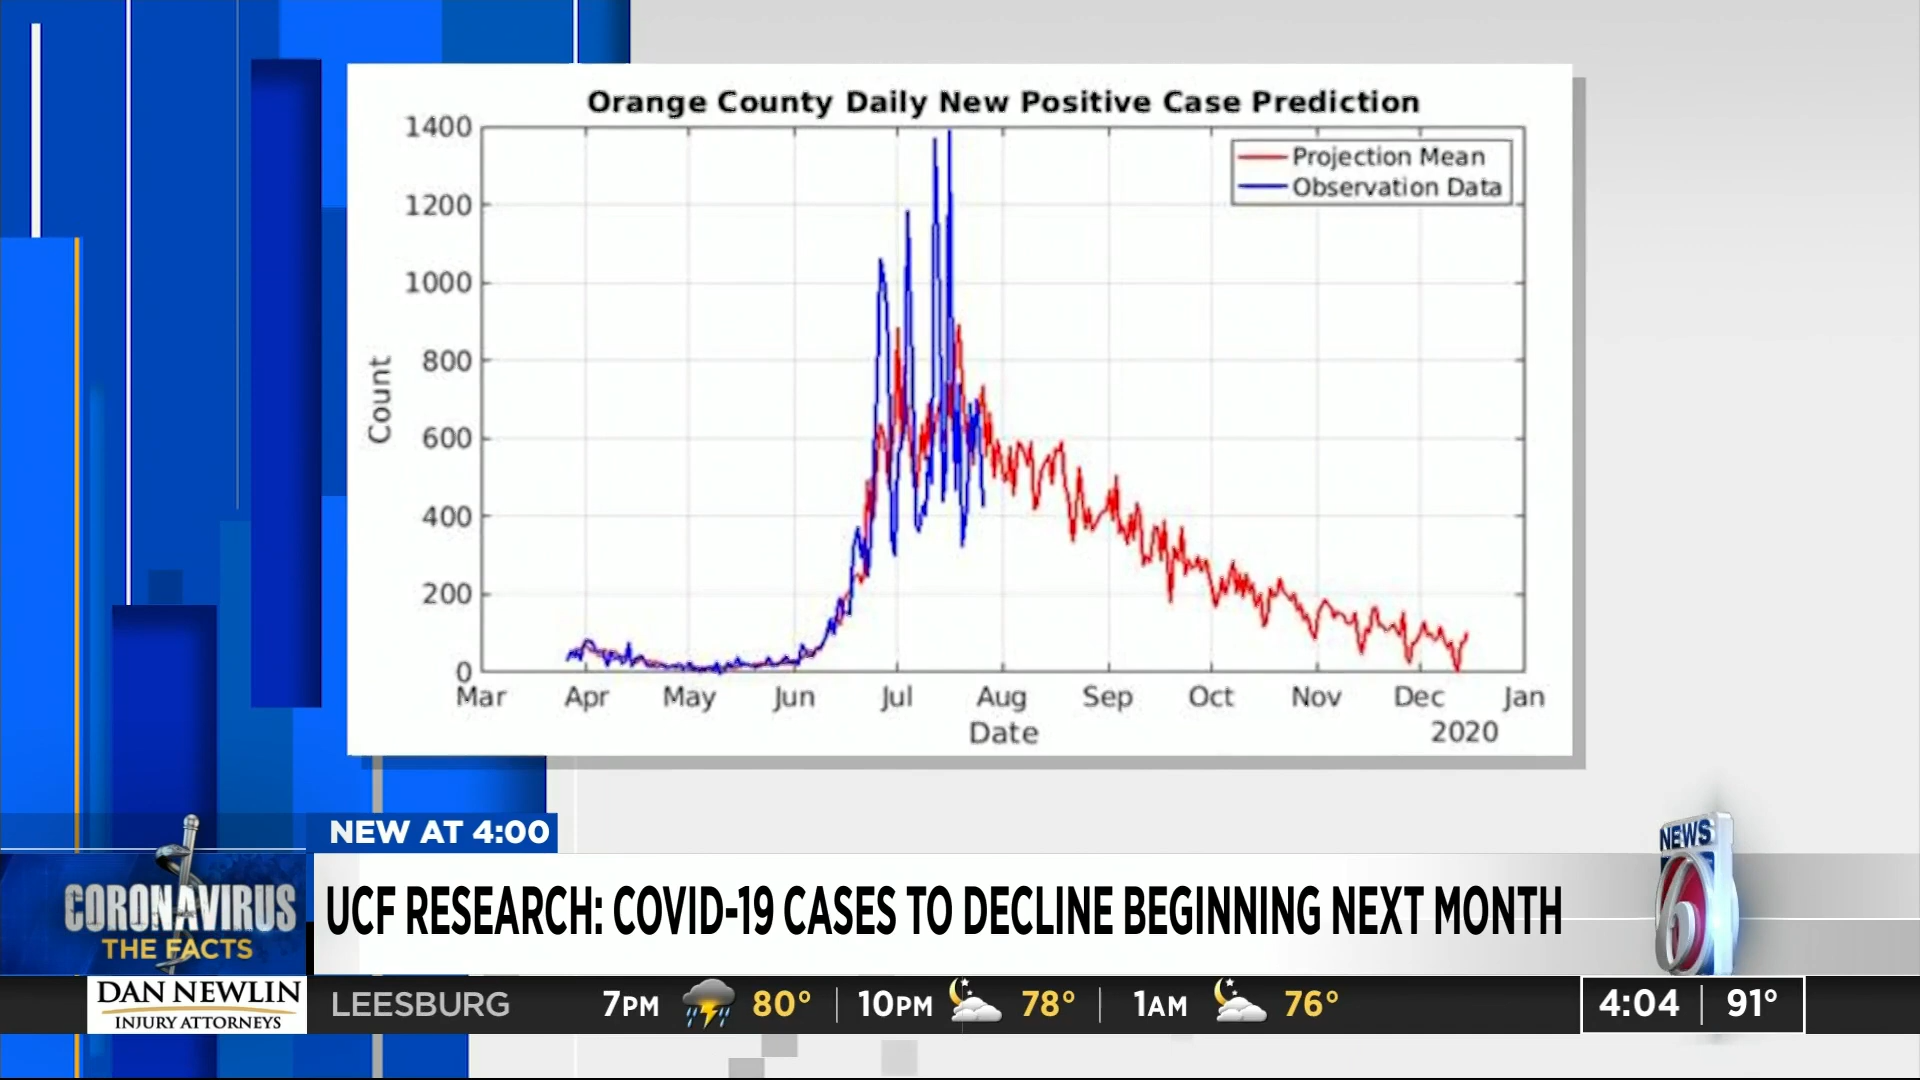 Orange County Daily New Positive Case Prediction
1400
1200
1000
800
600
400
200
0
Count
Projection Mean
Observation Data
Mar Apr May Jun Jul Aug Sep Oct Nov Dec Jan
Date
2020
NEW AT 4:00
CORONAVIRUS
THE FACTS
UCF RESEARCH: COVID-19 CASES TO DECLINE BEGINNING NEXT MONTH
NEWS
6
DAN NEWLIN
INJURY ATTORNEYS
LEESBURG 7PM 80° 10PM 78° 1AM 76°
4:04 91°